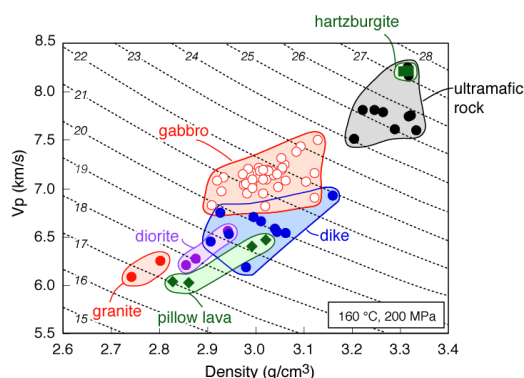 hartzburgite
8.5
22
23
24
25
26
27
28
ultramafic
rock
8.0
21
gabbro
7.5
20
Vp (km/s)
19
7.0
18
diorite
dike
6.5
17
16
6.0
granite
pillow lava
15
160 °C, 200 MPa
5.5
2.6 2.7 2.8 2.9 3.0 3.1 3.2 3.3 3.4
Density (g/cm3)